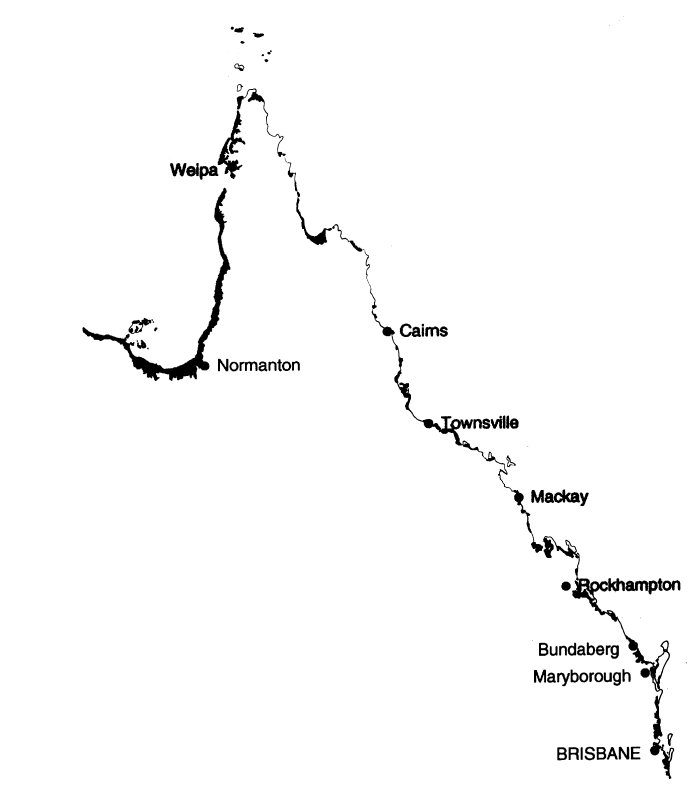 Weipa
Cairns
Normanton
Townsville
Mackay
Rockhampton
Bundaberg
Maryborough
BRISBANE